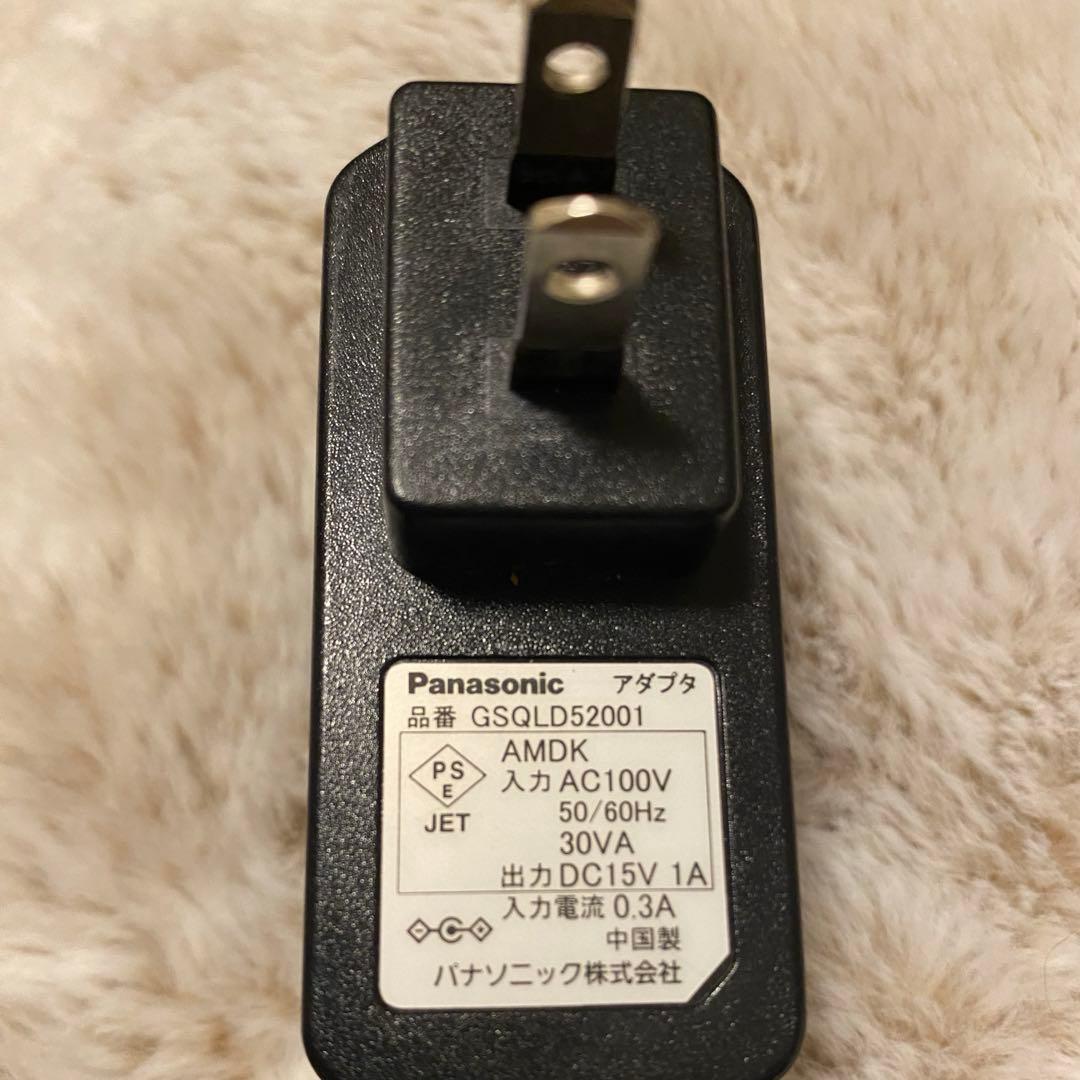 Panasonic アダプタ
品番 GSQLD52001
PS
E
JET
AMDK
入力 AC100V
50/60Hz
30VA
出力 DC15V 1A
入力電流 0.3A
中国製
パナソニック株式会社